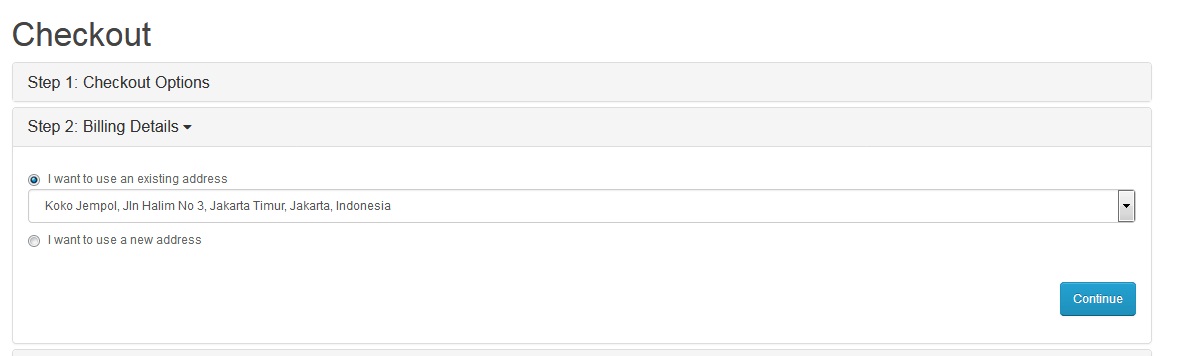 Checkout
Step 1: Checkout Options
Step 2: Billing Details
I want to use an existing address
Koko Jempol, Jln Halim No 3, Jakarta Timur, Jakarta, Indonesia
I want to use a new address
Continue